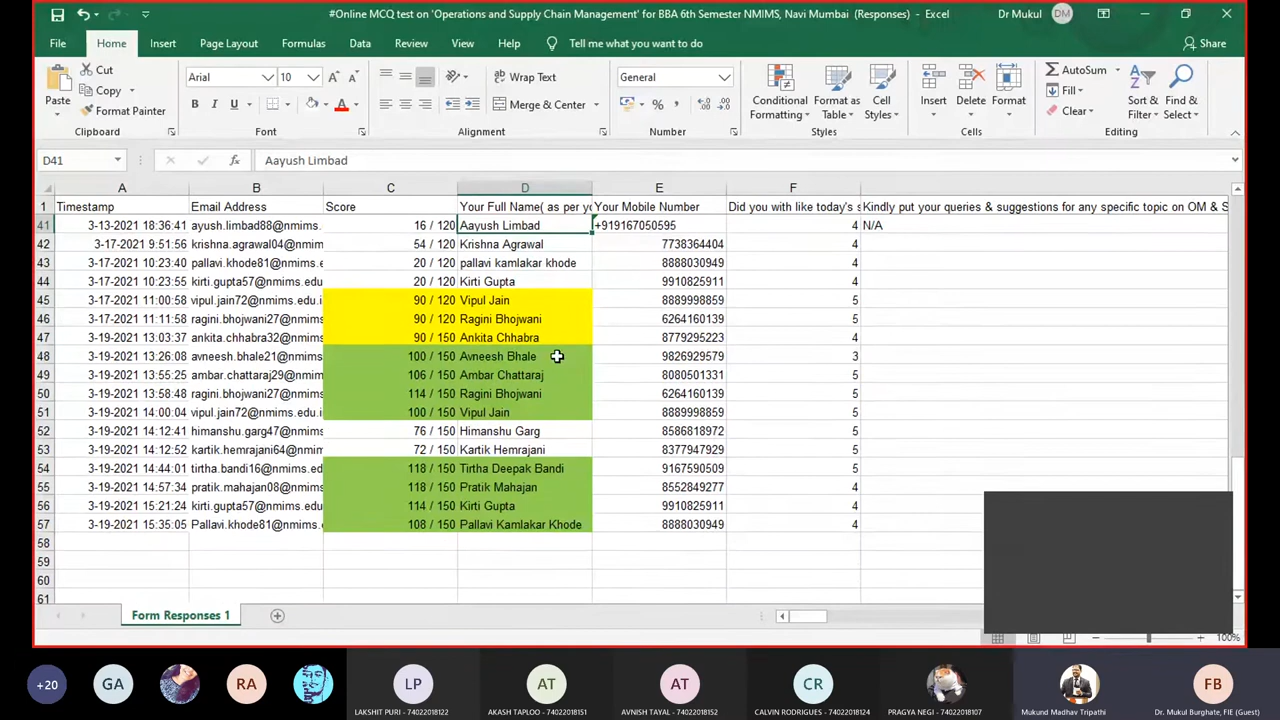 #Online MCQ test on 'Operations and Supply Chain Management' for BBA 6th Semester NMIMS, Navi Mumbai (Responses) - Excel
Dr Mukul DM
File Home Insert Page Layout Formulas Data Review View Help Tell me what you want to do Share
Paste Cut Copy Format Painter Clipboard
Arial 10 B I U Font
Wrap Text Merge & Center Alignment
General % Number
Conditional Formatting Format as Table Cell Styles Styles
Insert Delete Format Cells
AutoSum Fill Clear Sort & Filter Find & Select Editing
D41 fx Aayush Limbad
A B C D E F G
1 Timestamp Email Address Score Your Full Name( as per yo Your Mobile Number Did you with like today's s Kindly put your queries & suggestions for any specific topic on OM & S
41 3-13-2021 18:36:41 ayush.limbad88@nmims. 16 / 120 Aayush Limbad +919167050595 4 N/A
42 3-17-2021 9:51:56 krishna.agrawal04@nmims. 54 / 120 Krishna Agrawal 7738364404 4
43 3-17-2021 10:23:40 pallavi.khode81@nmims.e 20 / 120 pallavi kamlakar khode 8888030949 4
44 3-17-2021 10:23:55 kirti.gupta57@nmims.edu 20 / 120 Kirti Gupta 9910825911 4
45 3-17-2021 11:00:58 vipul.jain72@nmims.edu.i 90 / 120 Vipul Jain 8889998859 5
46 3-17-2021 11:11:58 ragini.bhojwani27@nmims 90 / 120 Ragini Bhojwani 6264160139 5
47 3-19-2021 13:03:37 ankita.chhabra32@nmims. 90 / 150 Ankita Chhabra 8779295223 4
48 3-19-2021 13:26:08 avneesh.bhale21@nmims. 100 / 150 Avneesh Bhale 9826929579 3
49 3-19-2021 13:55:25 ambar.chattaraj29@nmims 106 / 150 Ambar Chattaraj 8080501331 5
50 3-19-2021 13:58:48 ragini.bhojwani27@nmims 114 / 150 Ragini Bhojwani 6264160139 5
51 3-19-2021 14:00:04 vipul.jain72@nmims.edu.i 100 / 150 Vipul Jain 8889998859 5
52 3-19-2021 14:12:41 himanshu.garg47@nmims. 76 / 150 Himanshu Garg 8586818972 5
53 3-19-2021 14:12:52 kartik.hemrajani64@nmims 72 / 150 Kartik Hemrajani 8377947929 5
54 3-19-2021 14:44:01 tirtha.bandi16@nmims.ed 118 / 150 Tirtha Deepak Bandi 9167590509 5
55 3-19-2021 14:57:34 pratik.mahajan08@nmims. 118 / 150 Pratik Mahajan 8552849277 4
56 3-19-2021 15:21:24 kirti.gupta57@nmims.edu 114 / 150 Kirti Gupta 9910825911 4
57 3-19-2021 15:35:05 Pallavi.khode81@nmims.e 108 / 150 Pallavi Kamlakar Khode 8888030949 4
58
59
60
61
Form Responses 1
100%
+20 GA RA LP AT AT CR FB
LAKSHIT PURI - 74022018122 AKASH TAPLOO - 74022018151 AVNISH TAYAL - 74022018152 CALVIN RODRIGUES - 74022018124 PRAGYA NEGI - 74022018107 Mukund Madhav Tripathi Dr. Mukul Burghate, FIE (Guest)